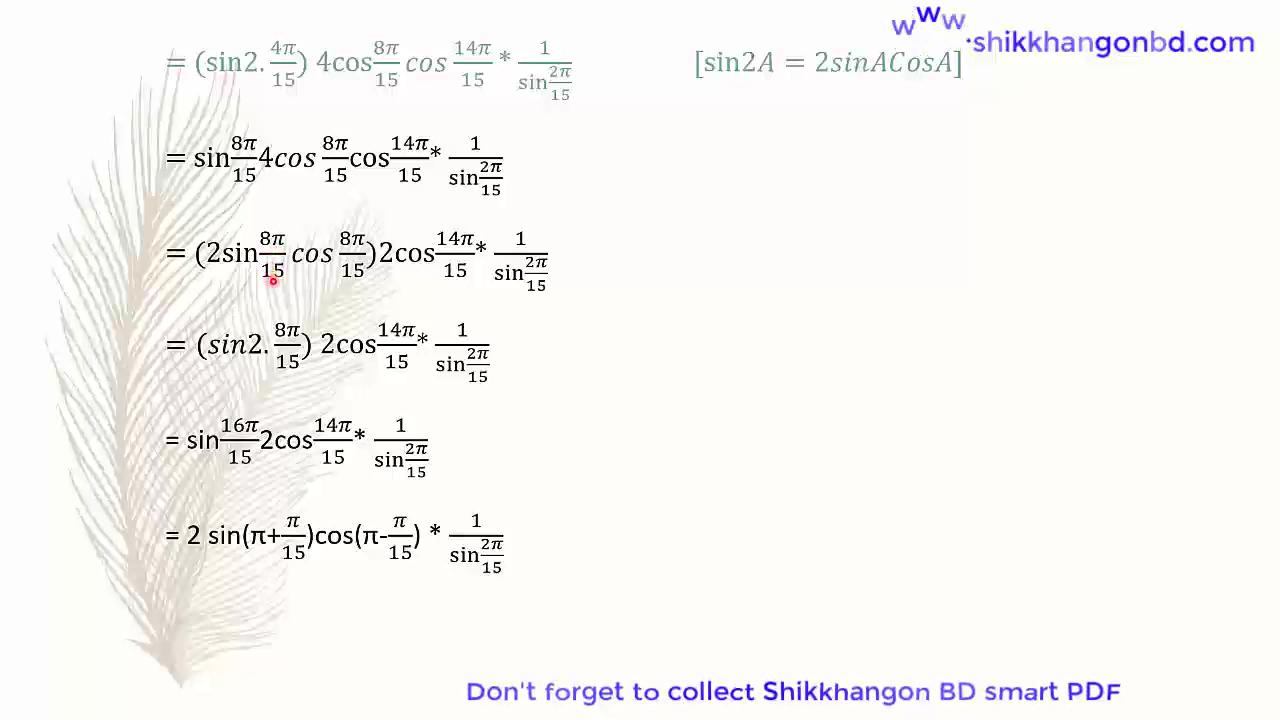 www.shikkhangonbd.com
= (sin2.4π/15) 4cos8π/15 cos 14π/15 * 1/sin2π/15 [sin2A = 2sinACosA]
= sin8π/15 4cos 8π/15 cos14π/15 * 1/sin2π/15
= (2sin8π/15 cos 8π/15)2cos14π/15 * 1/sin2π/15
= (sin2.8π/15) 2cos14π/15 * 1/sin2π/15
= sin16π/15 2cos14π/15 * 1/sin2π/15
= 2 sin(π+π/15)cos(π-π/15) * 1/sin2π/15
Don't forget to collect Shikkhangon BD smart PDF